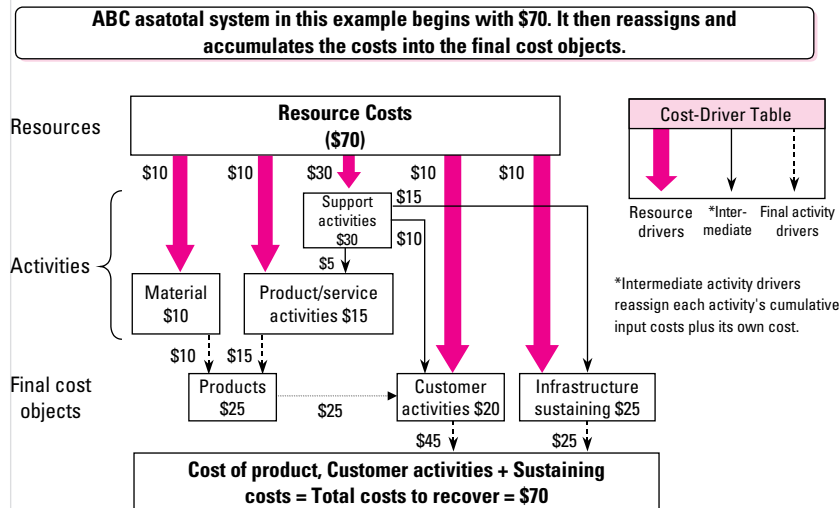 ABC asatotal system in this example begins with $70. It then reassigns and
accumulates the costs into the final cost objects.
Resources
Resource Costs
($70)
Cost-Driver Table
$10
$10
$30
$10
$10
Support
activities
$30
$15
$10
$5
Resource
drivers
*Inter-
mediate
Final activity
drivers
Activities
Material
$10
Product/service
activities $15
*Intermediate activity drivers
reassign each activity's cumulative
input costs plus its own cost.
$10
$15
Final cost
objects
Products
$25
$25
Customer
activities $20
Infrastructure
sustaining $25
$45
$25
Cost of product, Customer activities + Sustaining
costs = Total costs to recover = $70